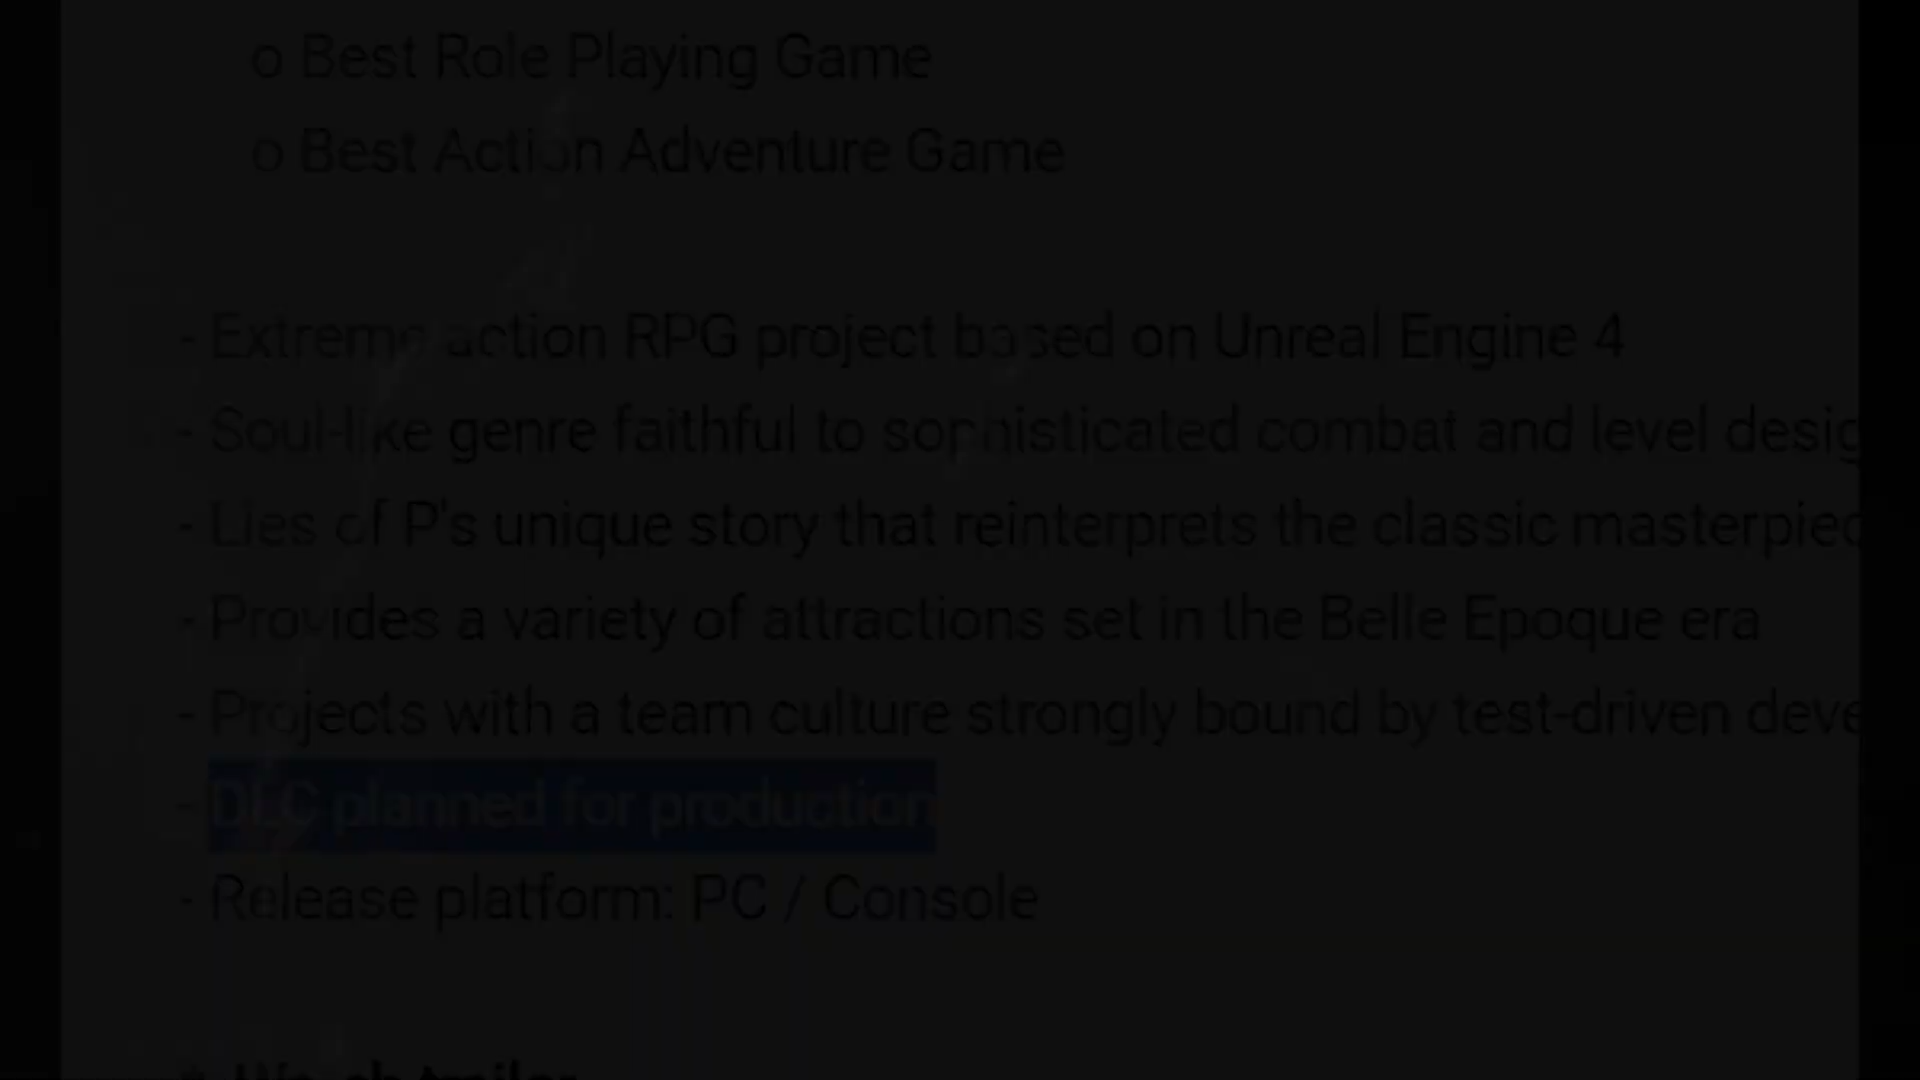 o Best Role Playing Game
o Best Action Adventure Game
- Extreme action RPG project based on Unreal Engine 4
- Soul-like genre faithful to sophisticated combat and level desig
- Lies of P's unique story that reinterprets the classic masterpiec
- Provides a variety of attractions set in the Belle Epoque era
- Projects with a team culture strongly bound by test-driven deve
- DLC planned for production
- Release platform: PC / Console
trailer